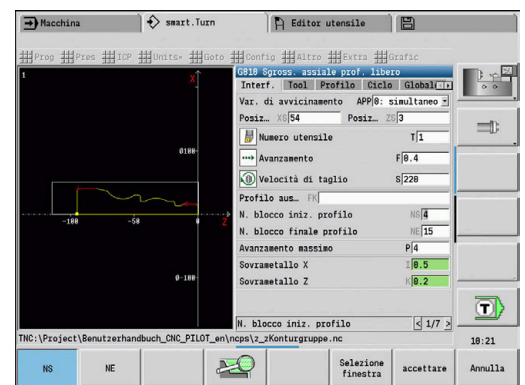 Macchina smart.Turn Editor utensile
Prog Pres ICP Units» Goto Config Altro Extra Grafic
1
X
0100-
-100 -50 0 Z
0-100-
G810 Sgross. assiale prof. libero
Interf. Tool Profilo Ciclo Global
Var. di avvicinamento APP 0: simultaneo
Posiz… XS 54 Posiz… ZS 3
Numero utensile T 1
Avanzamento F 0.4
Velocità di taglio S 220
Profilo aus… FK
N. blocco iniz. profilo NS 4
N. blocco finale profilo NE 15
Avanzamento massimo P 4
Sovrametallo X I 0.5
Sovrametallo Z K 0.2
N. blocco iniz. profilo < 1/7 >
TNC:\Project\Benutzerhandbuch_CNC_PILOT_en\ncps\z_zKonturgruppe.nc
T
10:21
NS NE Selezione finestra accettare Annulla